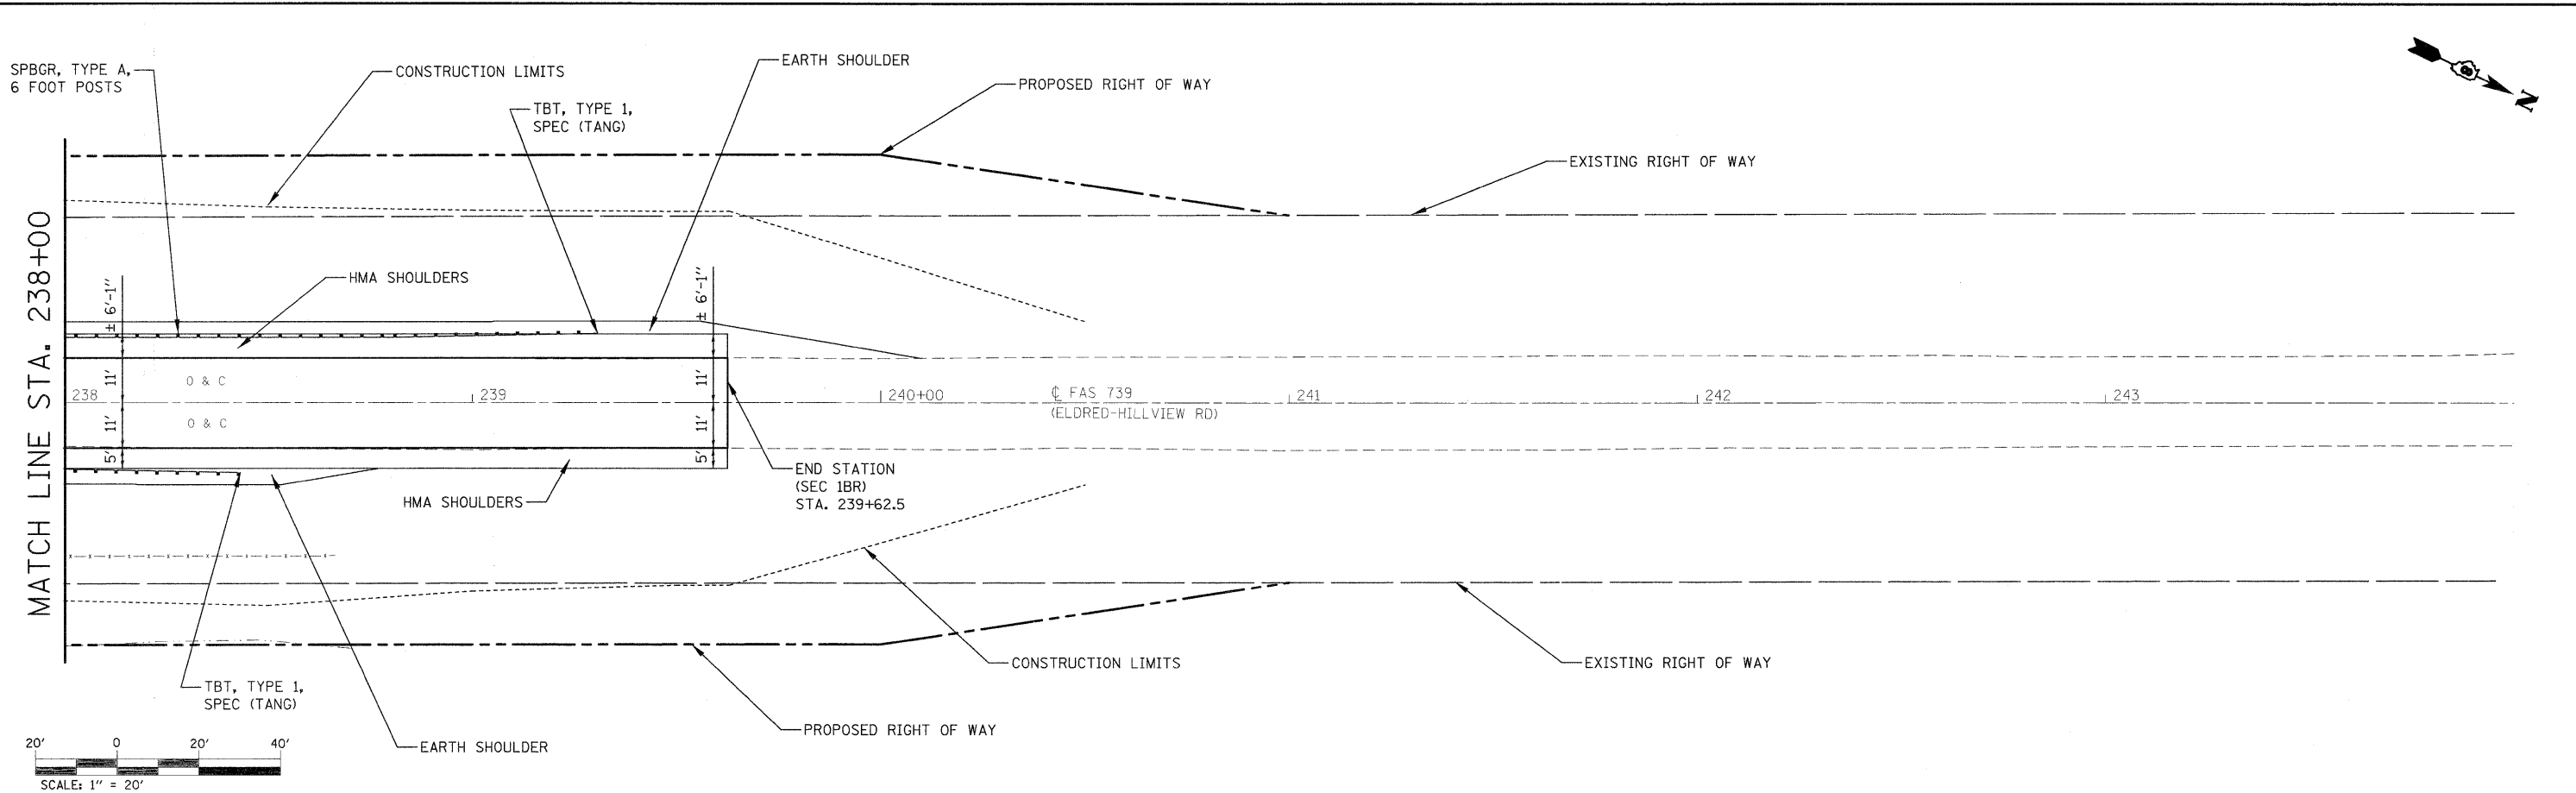 SPBGR, TYPE A,
6 FOOT POSTS
CONSTRUCTION LIMITS
EARTH SHOULDER
TBT, TYPE 1,
SPEC (TANG)
PROPOSED RIGHT OF WAY
EXISTING RIGHT OF WAY
N
MATCH LINE STA. 238+00
HMA SHOULDERS
± 6'-1"
± 6'-1"
11'
O & C
11'
238
239
240+00
℄ FAS 739
(ELDRED-HILLVIEW RD)
241
242
243
11'
O & C
11'
5'
5'
END STATION
(SEC 1BR)
STA. 239+62.5
HMA SHOULDERS
CONSTRUCTION LIMITS
EXISTING RIGHT OF WAY
TBT, TYPE 1,
SPEC (TANG)
PROPOSED RIGHT OF WAY
EARTH SHOULDER
20' 0 20' 40'
SCALE: 1" = 20'